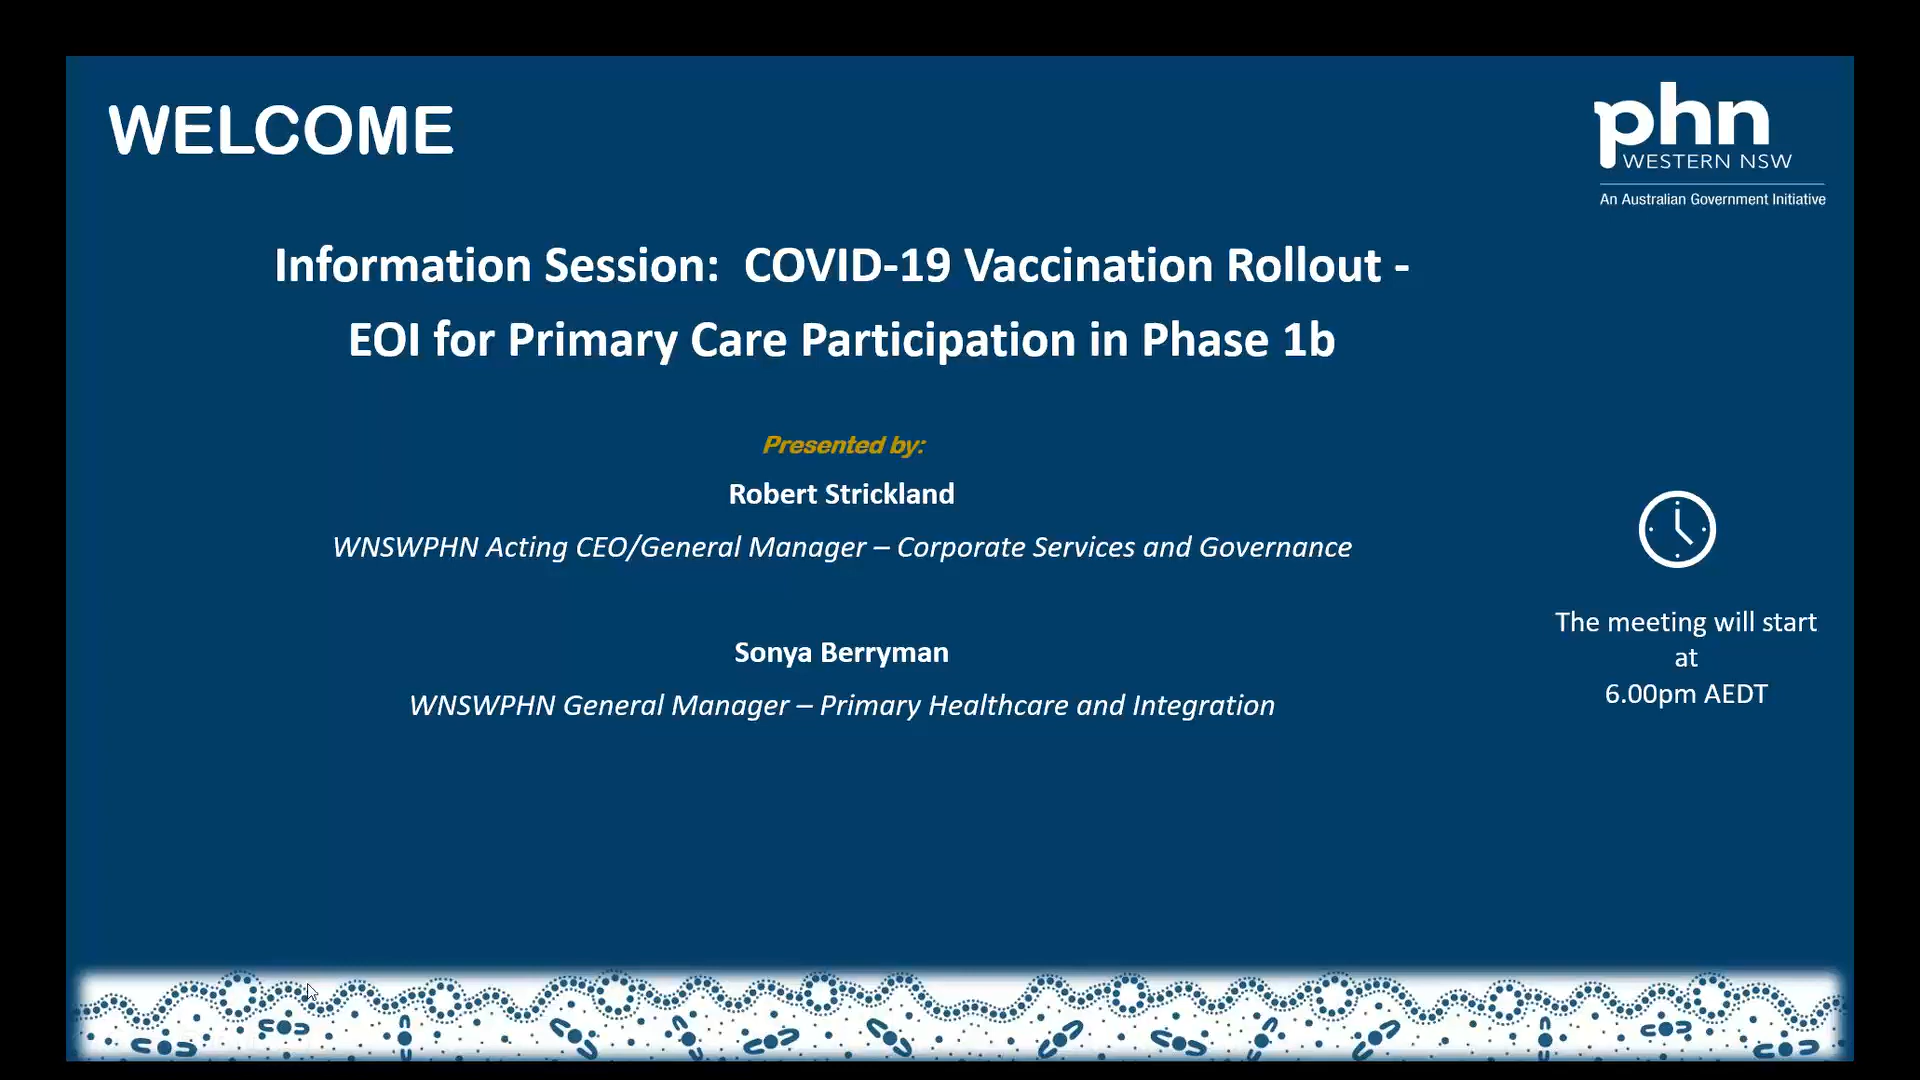 WELCOME
phn
WESTERN NSW
An Australian Government Initiative
Information Session:  COVID-19 Vaccination Rollout -
EOI for Primary Care Participation in Phase 1b
Presented by:
Robert Strickland
WNSWPHN Acting CEO/General Manager – Corporate Services and Governance
Sonya Berryman
WNSWPHN General Manager – Primary Healthcare and Integration
The meeting will start
at
6.00pm AEDT